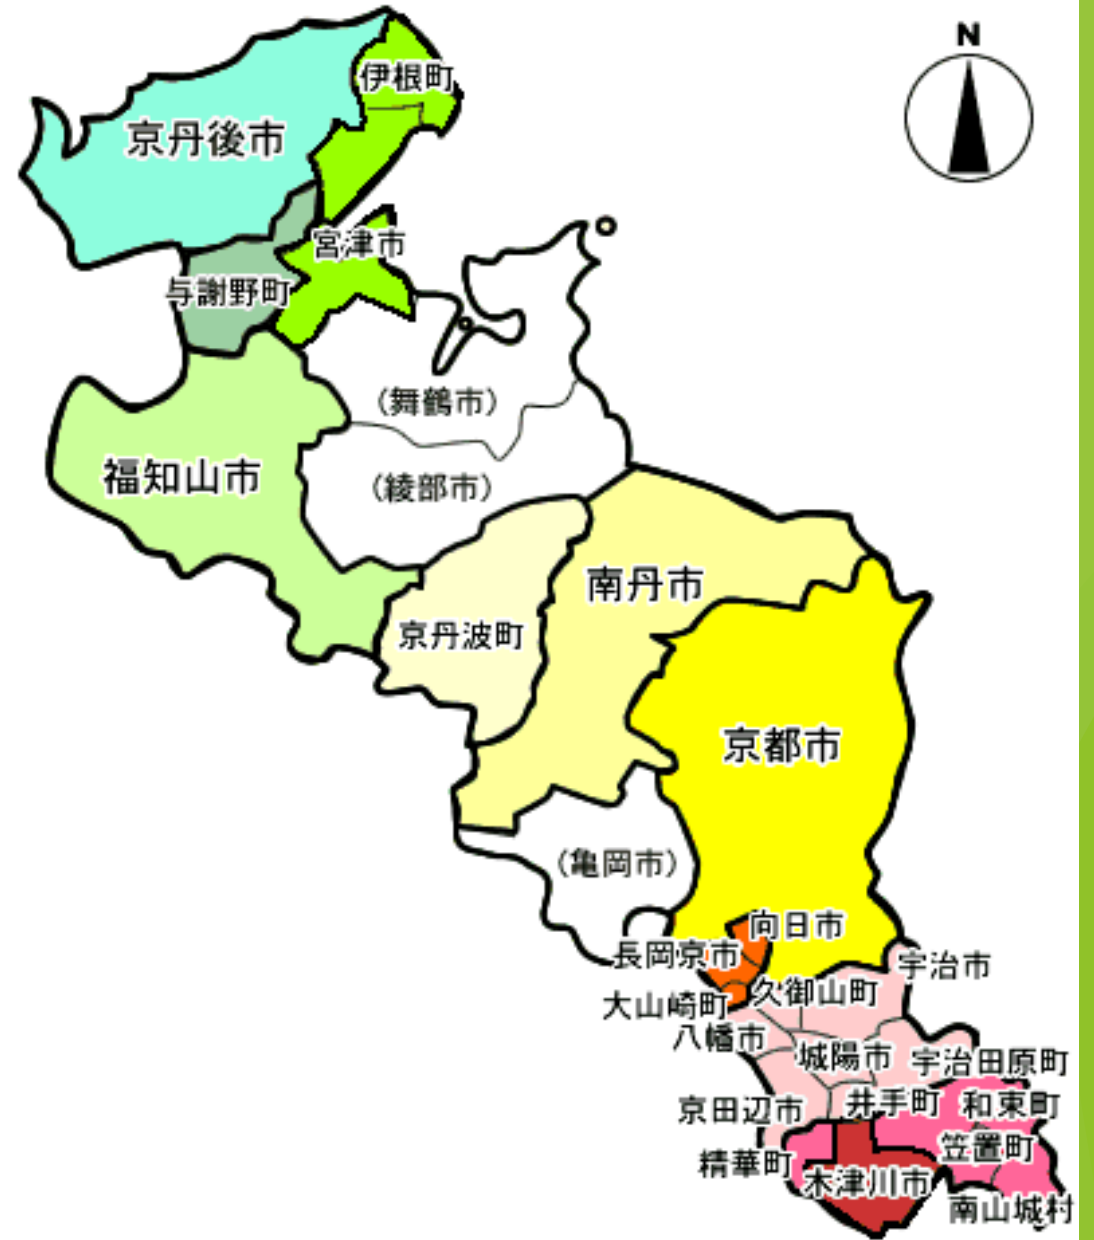 N
伊根町
京丹後市
宮津市
与謝野町
(舞鶴市)
福知山市
(綾部市)
南丹市
京丹波町
京都市
(亀岡市)
向日市
長岡京市
宇治市
久御山町
大山崎町
八幡市
城陽市
宇治田原町
京田辺市
井手町
和束町
笠置町
精華町
木津川市
南山城村